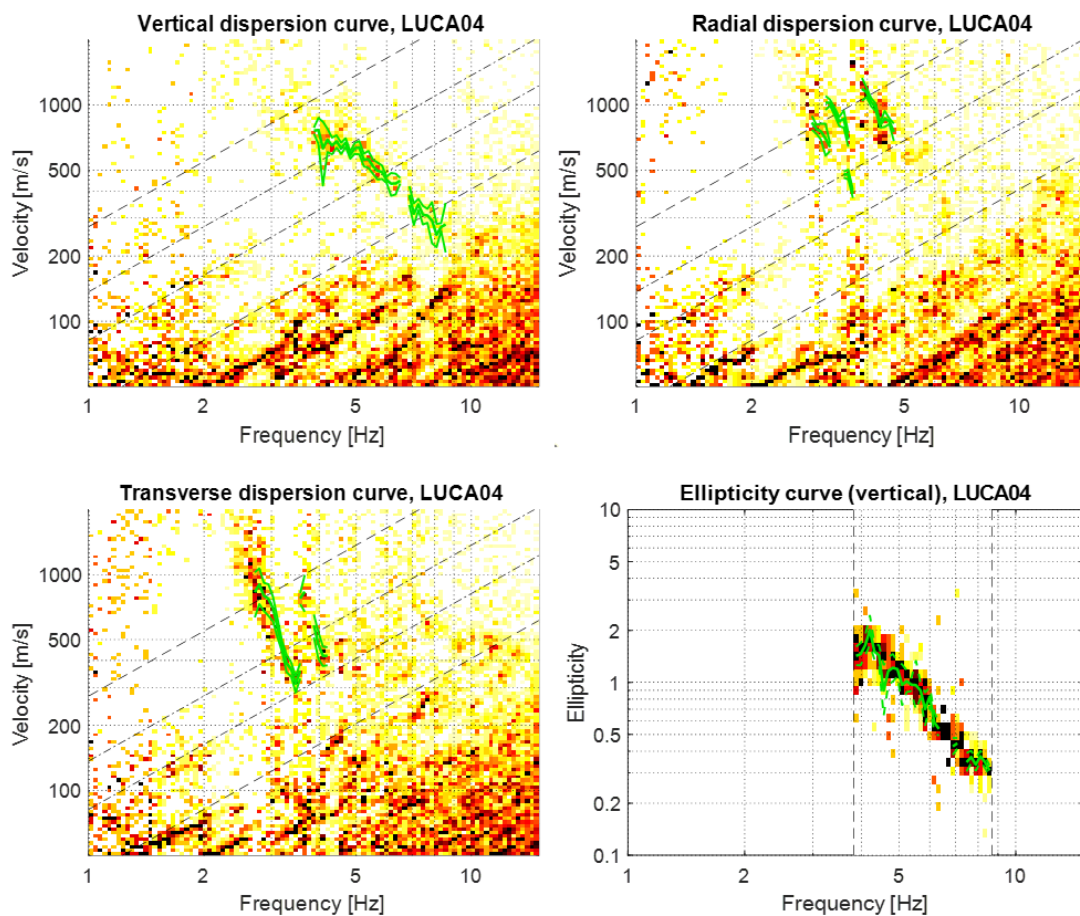 Vertical dispersion curve, LUCA04
Velocity [m/s]
1000
500
200
100
1
2
5
10
Frequency [Hz]
Radial dispersion curve, LUCA04
Velocity [m/s]
1000
500
200
100
1
2
5
10
Frequency [Hz]
Transverse dispersion curve, LUCA04
Velocity [m/s]
1000
500
200
100
1
2
5
10
Frequency [Hz]
Ellipticity curve (vertical), LUCA04
Ellipticity
10
5
2
1
0.5
0.2
0.1
1
2
5
10
Frequency [Hz]